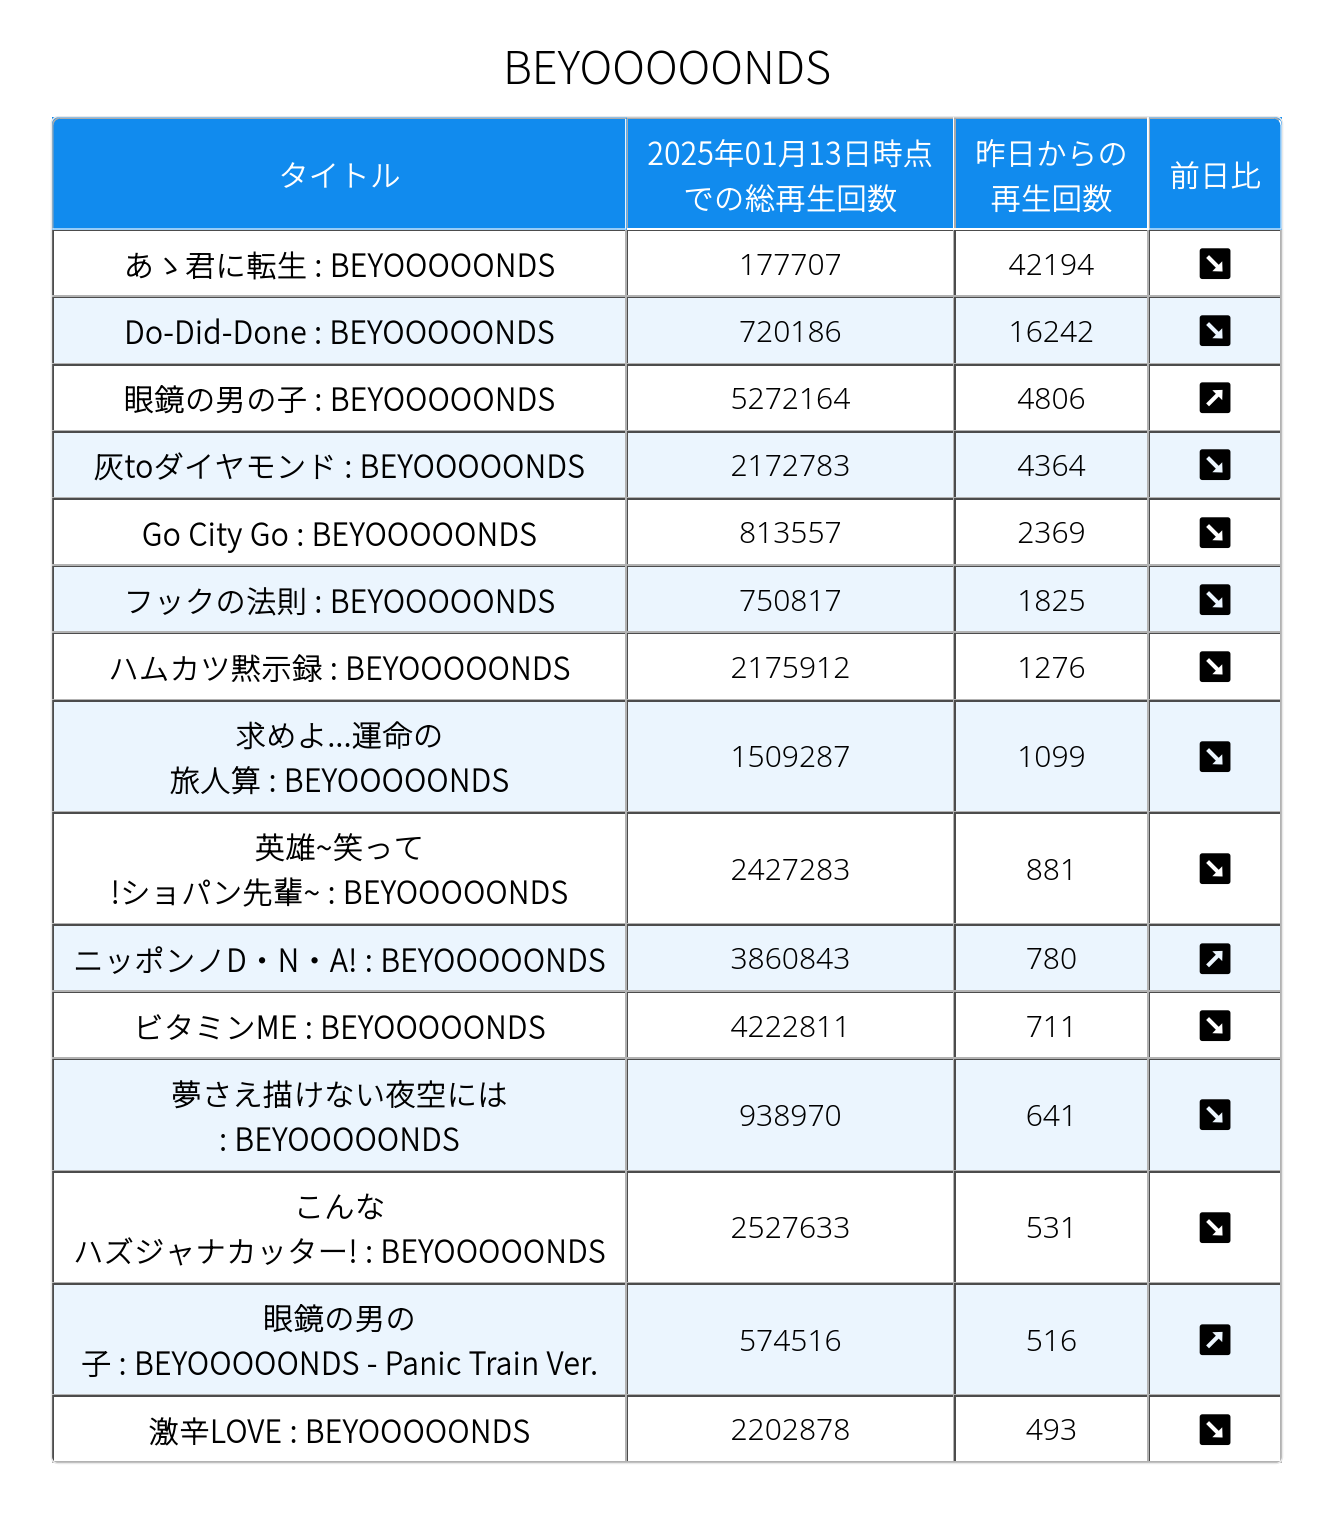 BEYOOOOONDS
タイトル
2025年01月13日時点
での総再生回数
昨日からの
再生回数
前日比
あゝ君に転生 : BEYOOOOONDS
177707
42194
Do-Did-Done : BEYOOOOONDS
720186
16242
眼鏡の男の子 : BEYOOOOONDS
5272164
4806
灰toダイヤモンド : BEYOOOOONDS
2172783
4364
Go City Go : BEYOOOOONDS
813557
2369
フックの法則 : BEYOOOOONDS
750817
1825
ハムカツ黙示録 : BEYOOOOONDS
2175912
1276
求めよ...運命の
旅人算 : BEYOOOOONDS
1509287
1099
英雄~笑って
!ショパン先輩~ : BEYOOOOONDS
2427283
881
ニッポンノD・N・A! : BEYOOOOONDS
3860843
780
ビタミンME : BEYOOOOONDS
4222811
711
夢さえ描けない夜空には
: BEYOOOOONDS
938970
641
こんな
ハズジャナカッター! : BEYOOOOONDS
2527633
531
眼鏡の男の
子 : BEYOOOOONDS - Panic Train Ver.
574516
516
激辛LOVE : BEYOOOOONDS
2202878
493